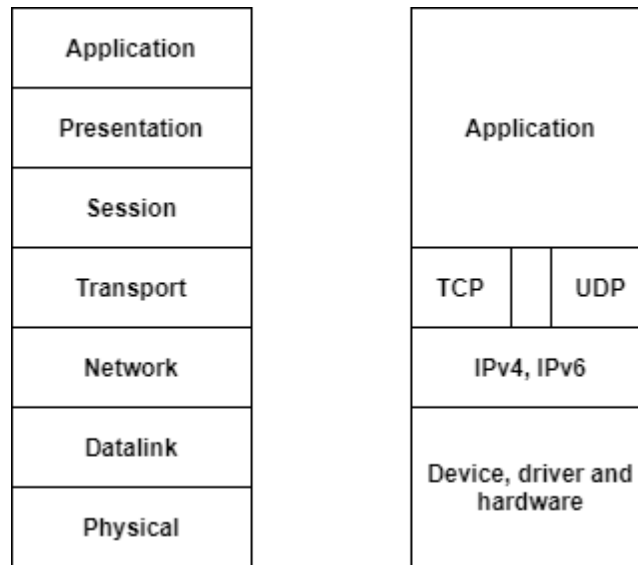 Application
Presentation
Session
Transport
Network
Datalink
Physical
Application
TCP
UDP
IPv4, IPv6
Device, driver and
hardware